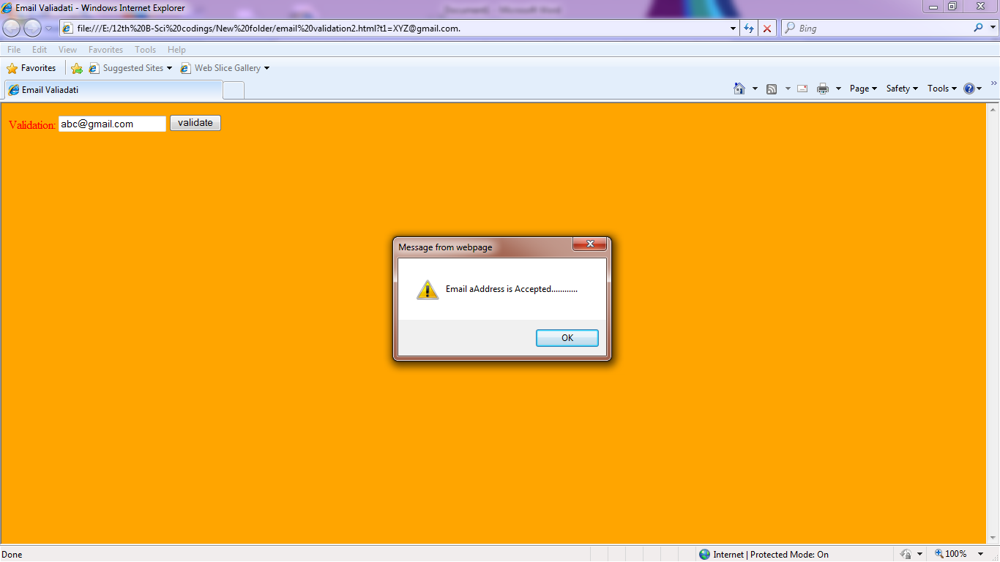 Email Valiadati - Windows Internet Explorer
file:///E:/12th%20B-Sci%20codings/New%20folder/email%20validation2.html?t1=XYZ@gmail.com.
Bing
File Edit View Favorites Tools Help
Favorites Suggested Sites Web Slice Gallery
Email Valiadati
Page Safety Tools
Validation: abc@gmail.com validate
Message from webpage
Email aAddress is Accepted............
OK
Done
Internet | Protected Mode: On
100%